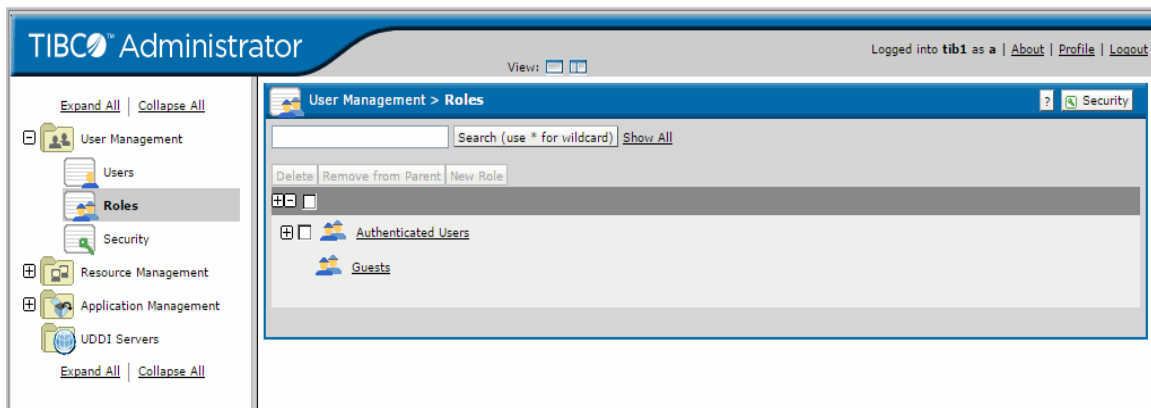 TIBCO™ Administrator
View:
Logged into tib1 as a | About | Profile | Logout
Expand All | Collapse All
User Management
Users
Roles
Security
Resource Management
Application Management
UDDI Servers
Expand All | Collapse All
User Management > Roles
? Security
Search (use * for wildcard) Show All
Delete Remove from Parent New Role
Authenticated Users
Guests